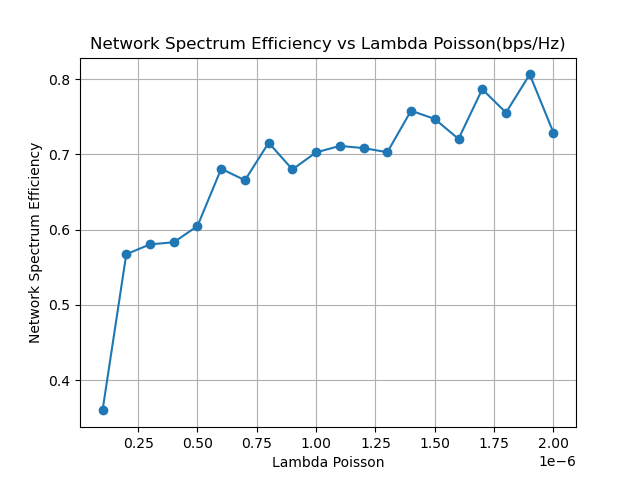 Network Spectrum Efficiency vs Lambda Poisson(bps/Hz)
Network Spectrum Efficiency
0.8
0.7
0.6
0.5
0.4
0.25 0.50 0.75 1.00 1.25 1.50 1.75 2.00
1e−6
Lambda Poisson